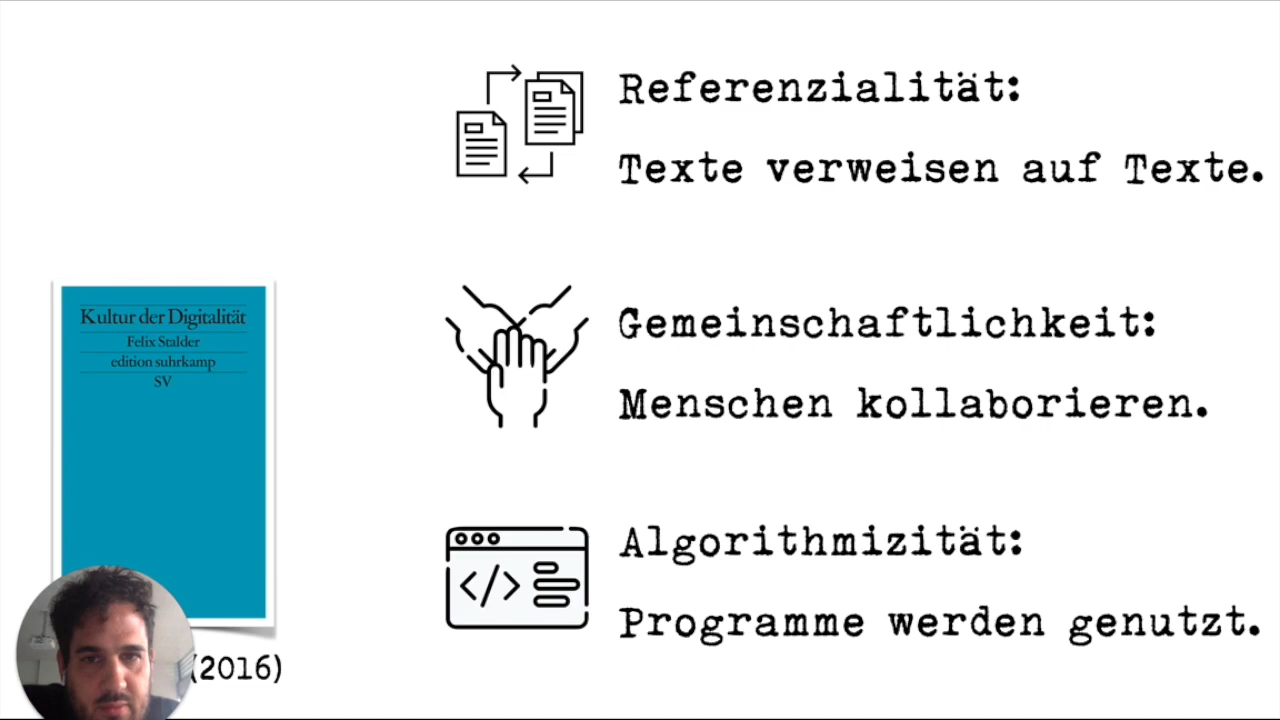 Referenzialität:
Texte verweisen auf Texte.
Kultur der Digitalität
Felix Stalder
edition suhrkamp
SV
Gemeinschaftlichkeit:
Menschen kollaborieren.
</>
Algorithmizität:
Programme werden genutzt.
(2016)